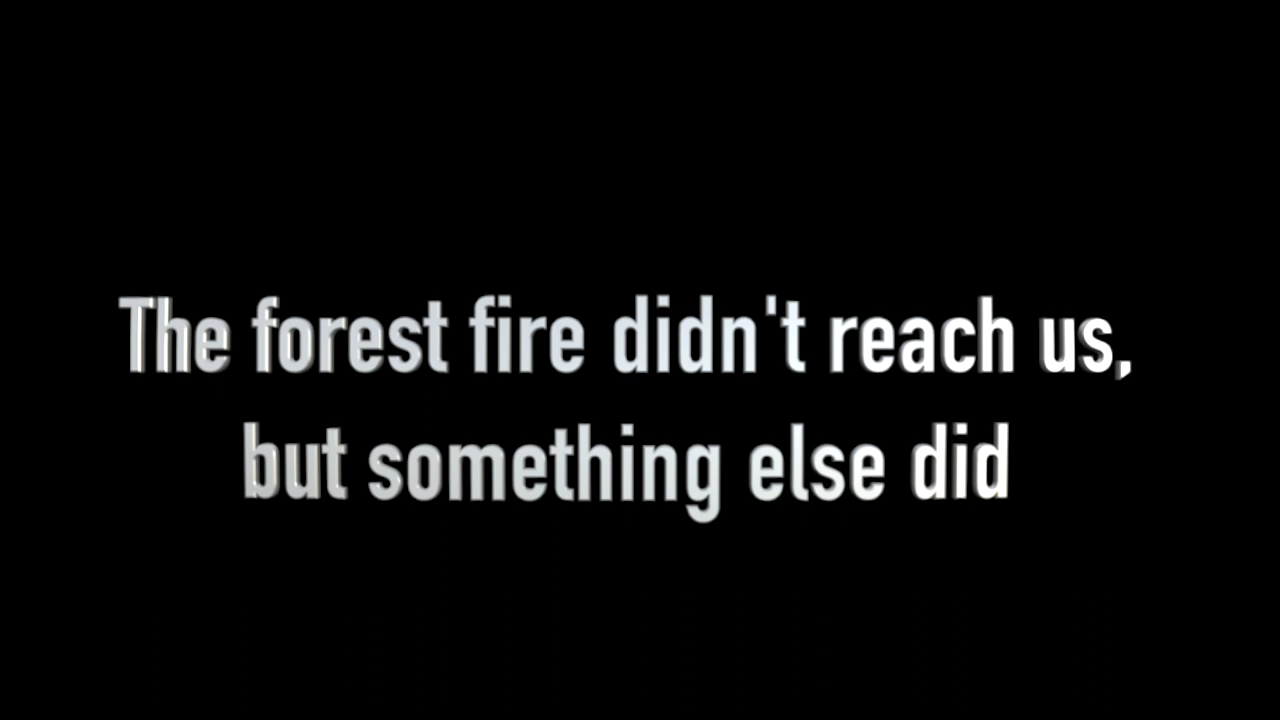 The forest fire didn't reach us,
but something else did